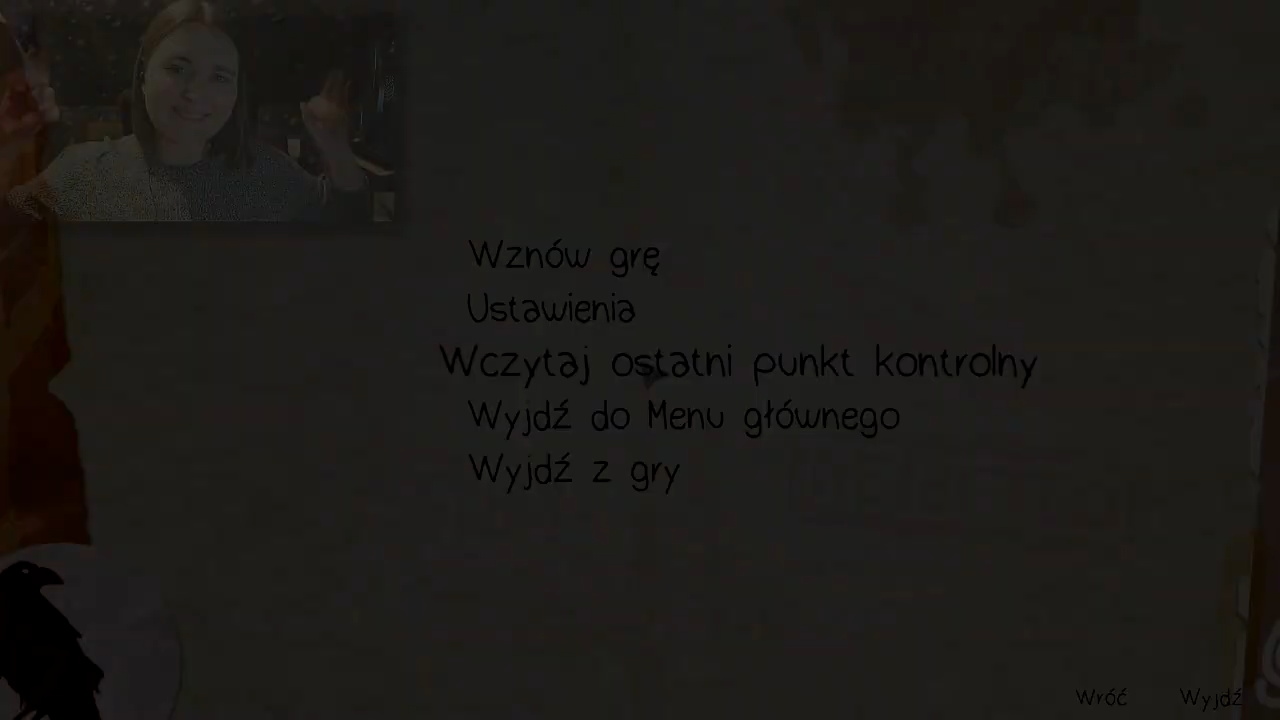 Wznów grę
Ustawienia
Wczytaj ostatni punkt kontrolny
Wyjdź do Menu głównego
Wyjdź z gry
Wróć Wyjdź